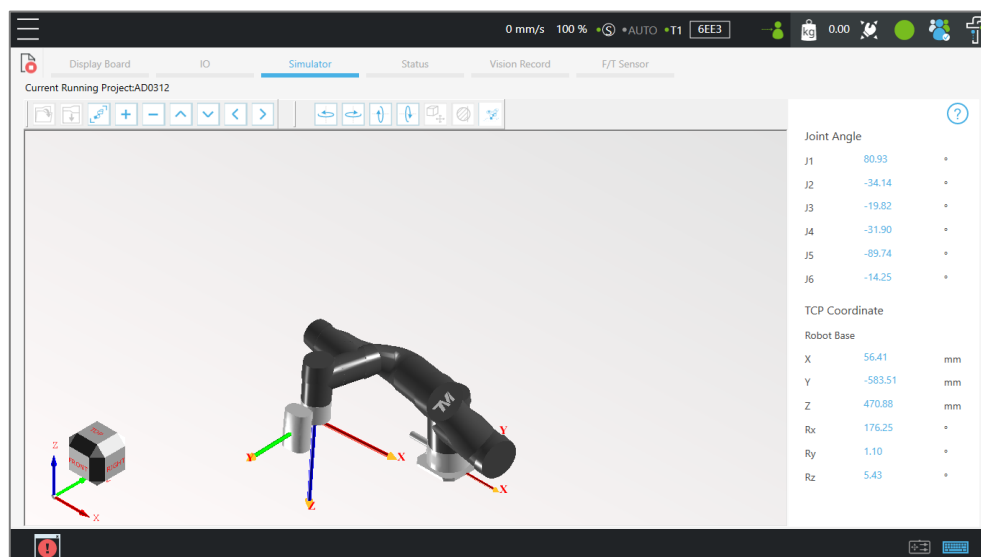 0 mm/s 100 % •Ⓢ •AUTO •T1 6EE3 kg 0.00
Display Board IO Simulator Status Vision Record F/T Sensor
Current Running Project:AD0312
?
Joint Angle
J1 80.93 °
J2 -34.14 °
J3 -19.82 °
J4 -31.90 °
J5 -89.74 °
J6 -14.25 °
TCP Coordinate
Robot Base
X 56.41 mm
Y -583.51 mm
Z 470.88 mm
Rx 176.25 °
Ry 1.10 °
Rz 5.43 °
TM
Y
Y
X
X
Z
Z
TOP
FRONT
RIGHT
X